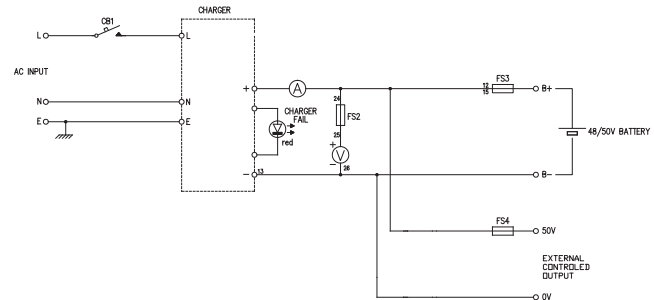 CHARGER
CB1
L
L
AC INPUT
N
N
E
E
+
A
24
FS2
25
+
V
-
26
CHARGER
FAIL
red
-
13
FS3
12
15
B+
48/50V BATTERY
B-
FS4
50V
EXTERNAL
CONTROLED
OUTPUT
0V